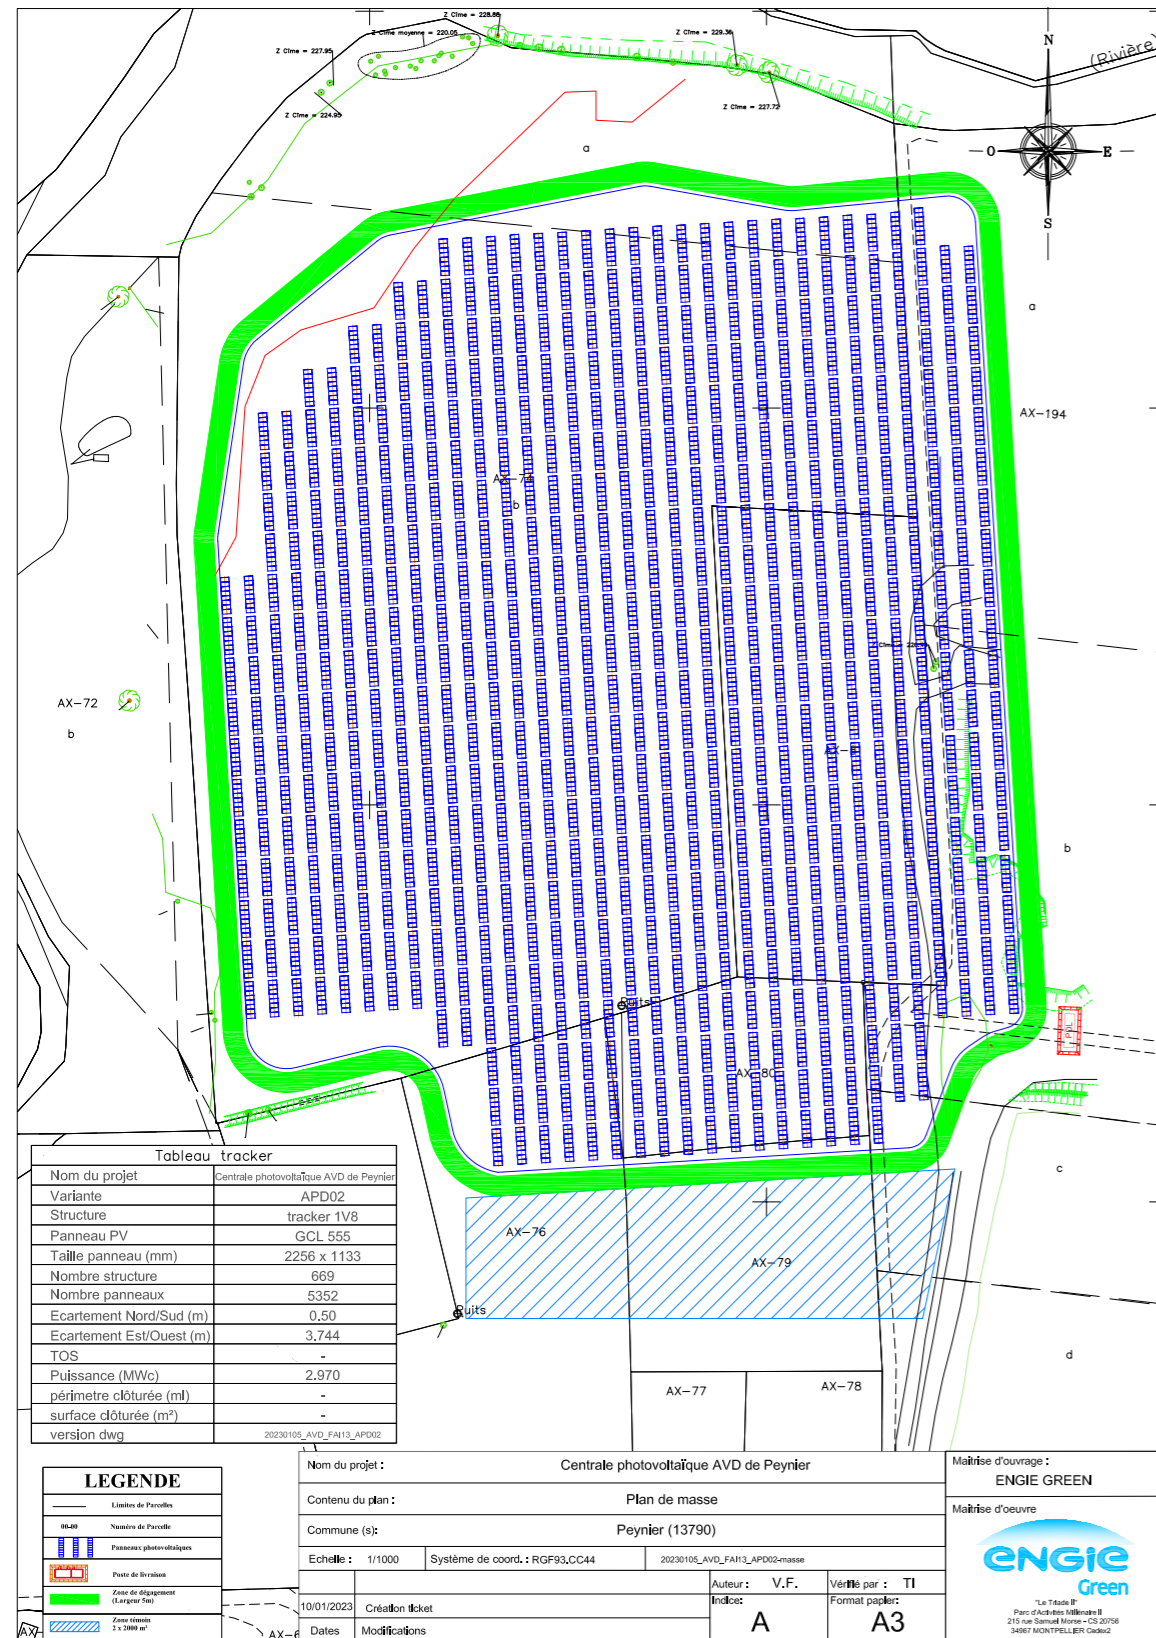 Z Cîme = 228.88
Z Cîme moyenne = 220.05
Z Cîme = 229.36
Z Cîme = 227.95
Z Cîme = 224.95
Z Cîme = 227.72
(Rivière)
N
O
E
S
a
a
AX-194
AX-74
b
AX-72
b
b
Puits
PDL
AX-80
c
AX-76
AX-79
Puits
d
AX-77
AX-78
Tableau tracker
Nom du projet Centrale photovoltaïque AVD de Peynier
Variante APD02
Structure tracker 1V8
Panneau PV GCL 555
Taille panneau (mm) 2256 x 1133
Nombre structure 669
Nombre panneaux 5352
Ecartement Nord/Sud (m) 0.50
Ecartement Est/Ouest (m) 3.744
TOS -
Puissance (MWc) 2.970
périmetre clôturée (ml) -
surface clôturée (m²) -
version dwg 20230105_AVD_FAI13_APD02
LEGENDE
Limites de Parcelles
00-00 Numéro de Parcelle
Panneaux photovoltaïques
Poste de livraison
Zone de dégagement
(Largeur 5m)
Zone témoin
2 x 2000 m²
Nom du projet : Centrale photovoltaïque AVD de Peynier
Contenu du plan : Plan de masse
Commune (s): Peynier (13790)
Echelle : 1/1000 Système de coord. : RGF93.CC44 20230105_AVD_FAI13_APD02-masse
Auteur : V.F. Vérifié par : TI
10/01/2023 Création ticket
Indice: A
Format papier: A3
Dates Modifications
Maitrise d'ouvrage :
ENGIE GREEN
Maitrise d'oeuvre
ENGIE
Green
"Le Triade II"
Parc d'Activités Millénaire II
215 rue Samuel Morse - CS 20756
34967 MONTPELLIER Cedex2